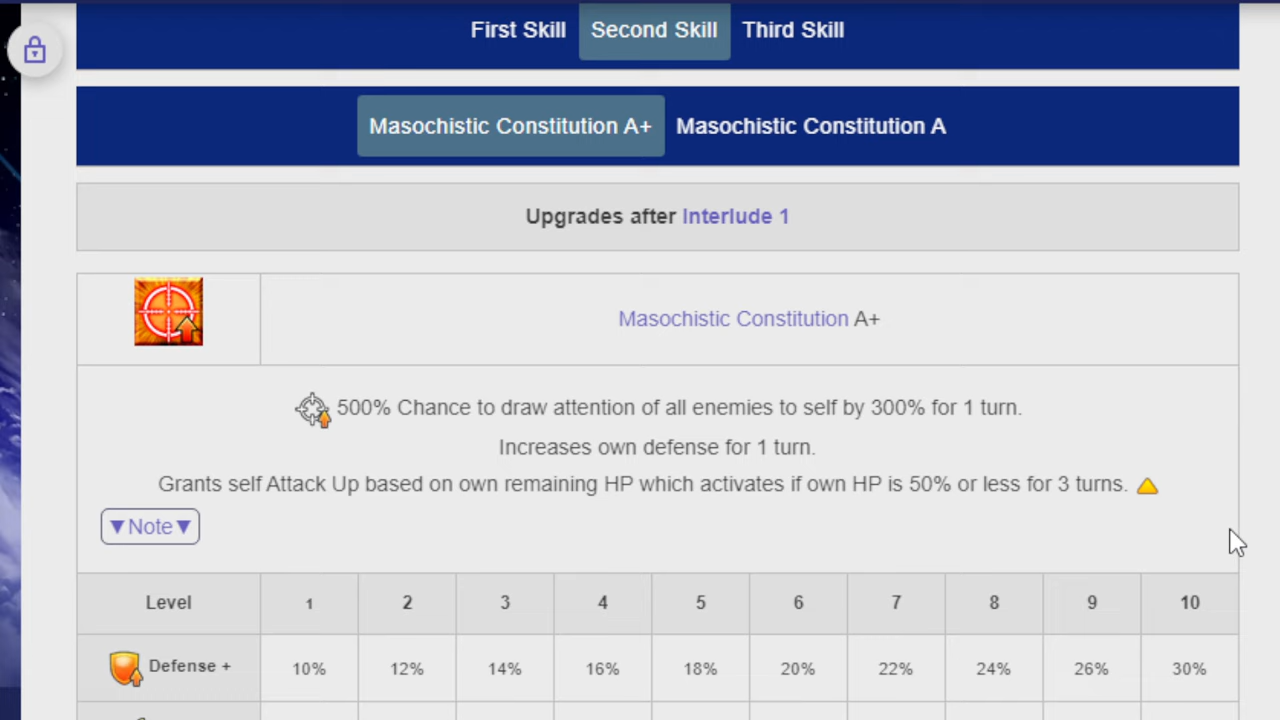 First Skill Second Skill Third Skill
Masochistic Constitution A+ Masochistic Constitution A
Upgrades after Interlude 1
Masochistic Constitution A+
500% Chance to draw attention of all enemies to self by 300% for 1 turn.
Increases own defense for 1 turn.
Grants self Attack Up based on own remaining HP which activates if own HP is 50% or less for 3 turns.
▼Note▼
Level 1 2 3 4 5 6 7 8 9 10
Defense + 10% 12% 14% 16% 18% 20% 22% 24% 26% 30%